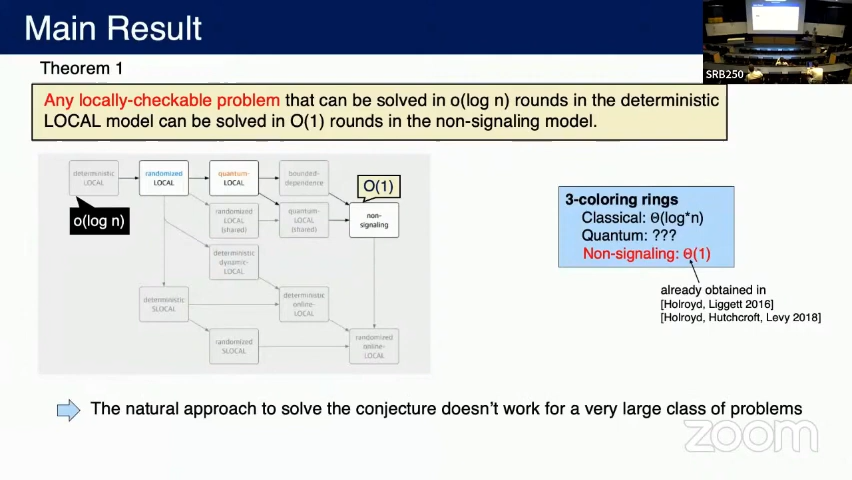 Main Result
SRB250
Theorem 1
Any locally-checkable problem that can be solved in o(log n) rounds in the deterministic
LOCAL model can be solved in O(1) rounds in the non-signaling model.
deterministic
LOCAL
randomized
LOCAL
quantum-
LOCAL
bounded-
dependence
O(1)
o(log n)
randomized
LOCAL
(shared)
quantum-
LOCAL
(shared)
non-
signaling
deterministic
dynamic-
LOCAL
deterministic
SLOCAL
deterministic
online-
LOCAL
randomized
SLOCAL
randomized
online-
LOCAL
3-coloring rings
Classical: Θ(log*n)
Quantum: ???
Non-signaling: Θ(1)
already obtained in
[Holroyd, Liggett 2016]
[Holroyd, Hutchcroft, Levy 2018]
The natural approach to solve the conjecture doesn't work for a very large class of problems
zoom